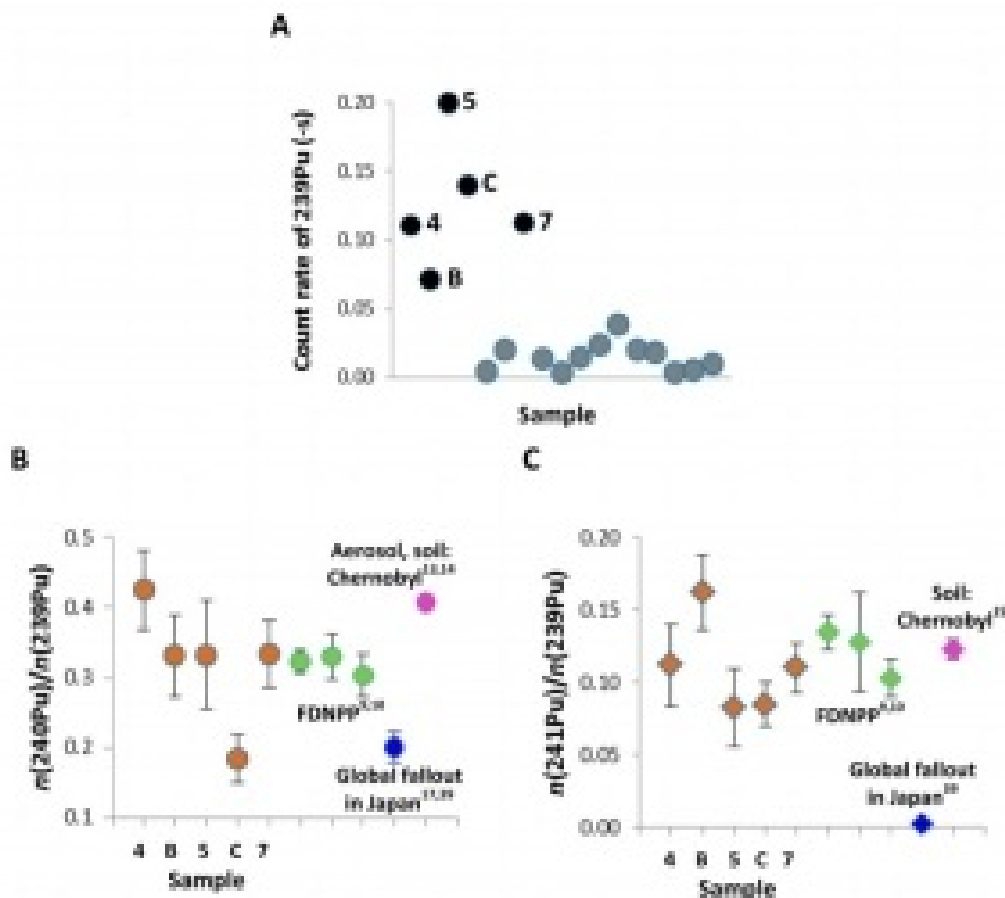 A
Count rate of 239Pu (-s)
0.20
0.15
0.10
0.05
0.00
5
C
4
7
B
Sample
B
n(240Pu)/n(239Pu)
0.5
0.4
0.3
0.2
0.1
Aerosol, soil:
Chernobyl
FDNPP
Global fallout
in Japan
4 B 5 C 7
Sample
C
n(241Pu)/n(239Pu)
0.20
0.15
0.10
0.05
0.00
Soil:
Chernobyl
FDNPP
Global fallout
in Japan
4 B 5 C 7
Sample